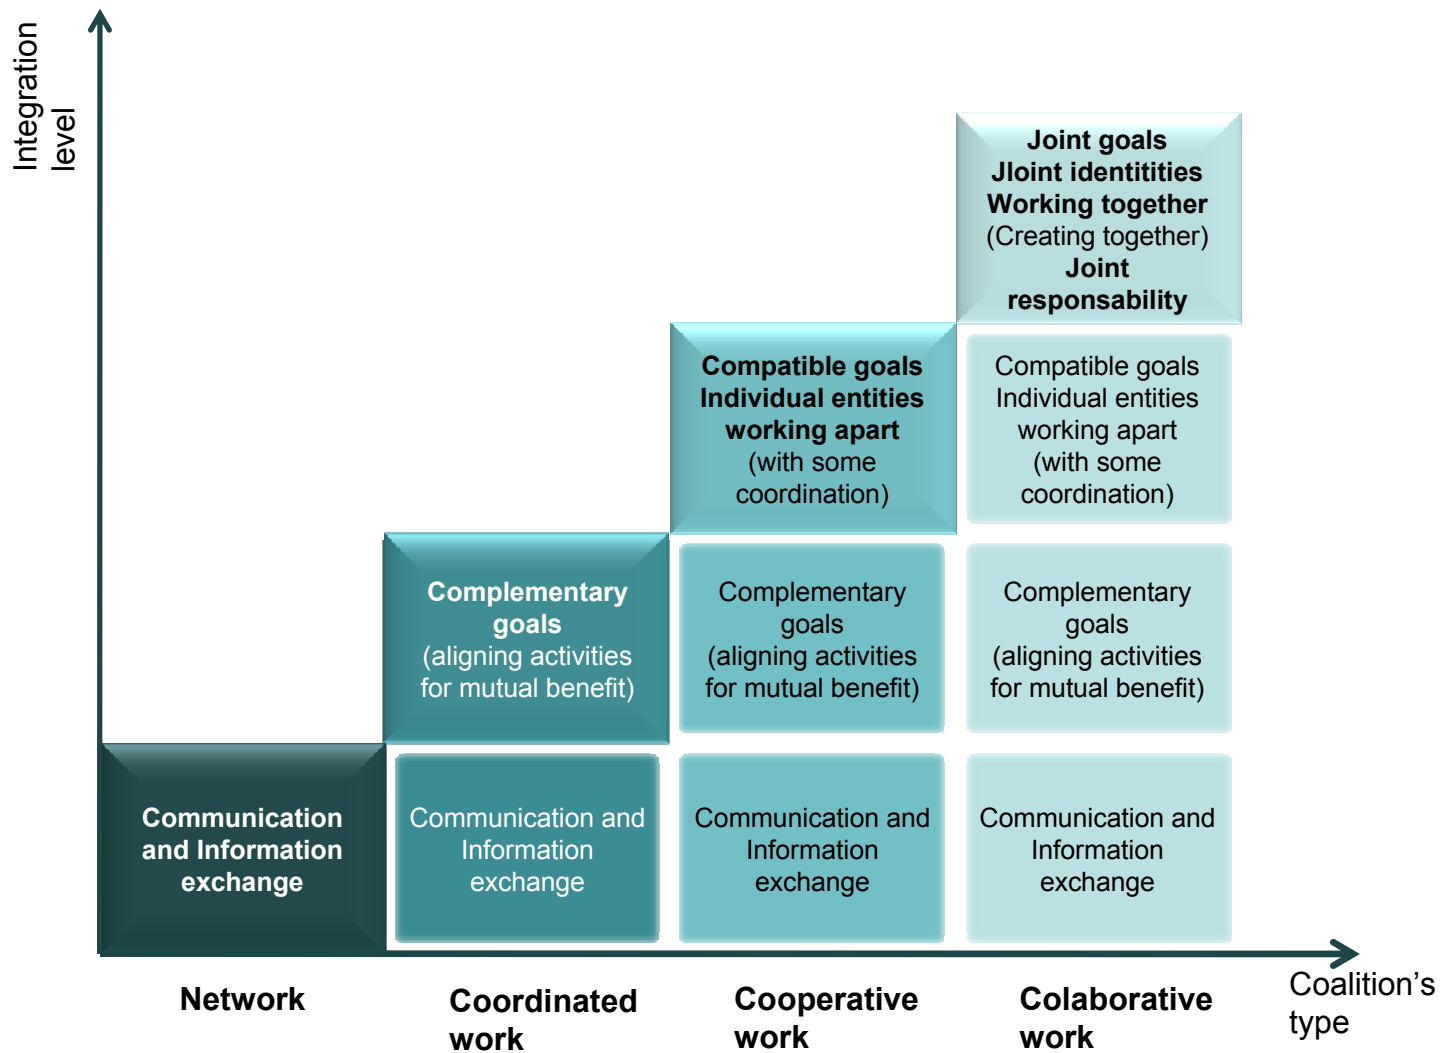 Integration
level
Joint goals
Jloint identitities
Working together
(Creating together)
Joint
responsability
Compatible goals
Individual entities
working apart
(with some
coordination)
Compatible goals
Individual entities
working apart
(with some
coordination)
Complementary
goals
(aligning activities
for mutual benefit)
Complementary
goals
(aligning activities
for mutual benefit)
Complementary
goals
(aligning activities
for mutual benefit)
Communication
and Information
exchange
Communication and
Information
exchange
Communication and
Information
exchange
Communication and
Information
exchange
Network
Coordinated
work
Cooperative
work
Colaborative
work
Coalition's
type